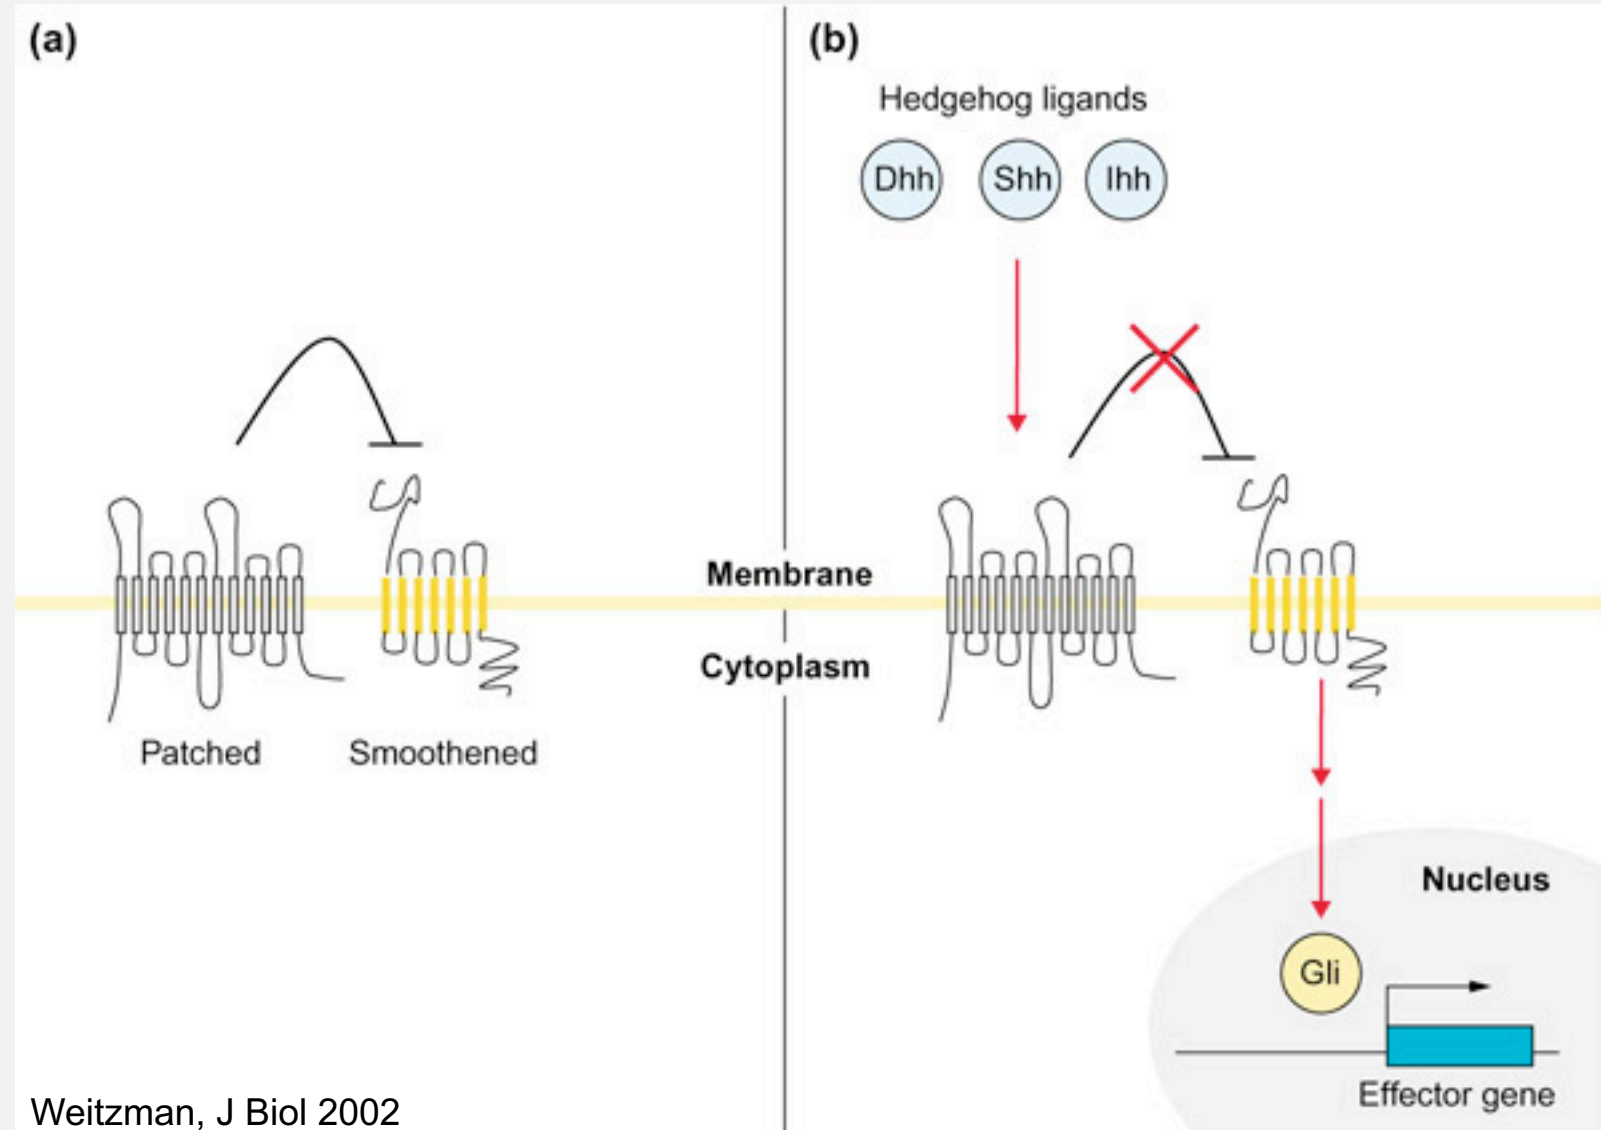 (a)
Patched
Smoothened
(b)
Hedgehog ligands
Dhh
Shh
Ihh
Membrane
Cytoplasm
Nucleus
Gli
Effector gene
Weitzman, J Biol 2002